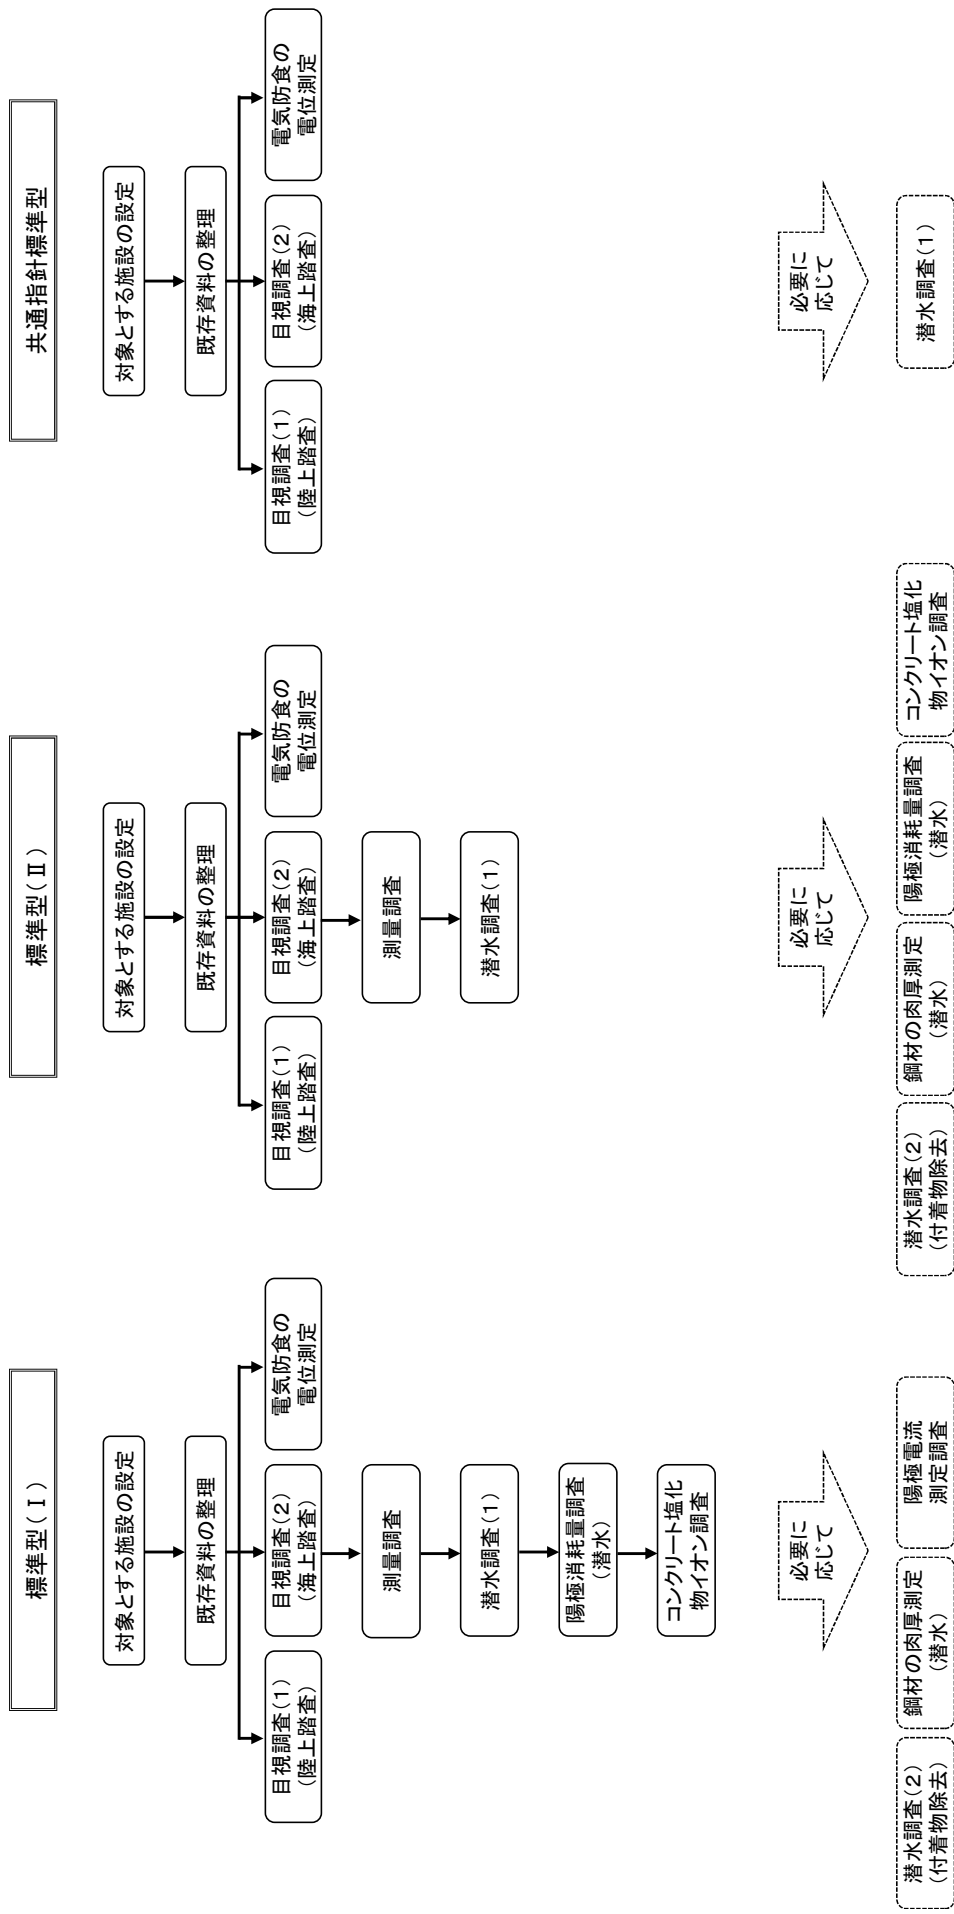 標準型(Ⅰ)
対象とする施設の設定
既存資料の整理
目視調査(1)
(陸上踏査)
目視調査(2)
(海上踏査)
電気防食の
電位測定
測量調査
潜水調査(1)
陽極消耗量調査
(潜水)
コンクリート塩化
物イオン調査
必要に
応じて
潜水調査(2)
(付着物除去)
鋼材の肉厚測定
(潜水)
陽極電流
測定調査
標準型(Ⅱ)
対象とする施設の設定
既存資料の整理
目視調査(1)
(陸上踏査)
目視調査(2)
(海上踏査)
電気防食の
電位測定
測量調査
潜水調査(1)
必要に
応じて
潜水調査(2)
(付着物除去)
鋼材の肉厚測定
(潜水)
陽極消耗量調査
(潜水)
コンクリート塩化
物イオン調査
共通指針標準型
対象とする施設の設定
既存資料の整理
目視調査(1)
(陸上踏査)
目視調査(2)
(海上踏査)
電気防食の
電位測定
必要に
応じて
潜水調査(1)